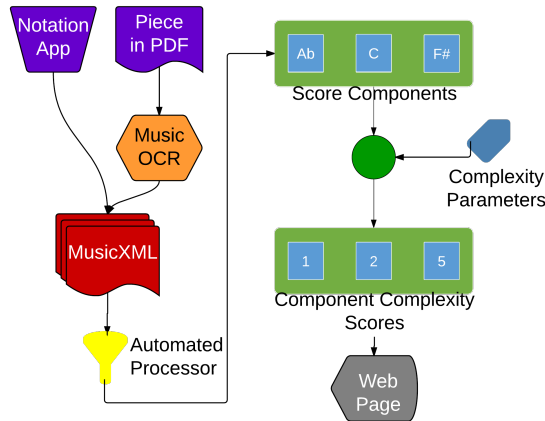 Notation
App
Piece
in PDF
Music
OCR
MusicXML
Automated
Processor
Ab
C
F#
Score Components
Complexity
Parameters
1
2
5
Component Complexity
Scores
Web
Page